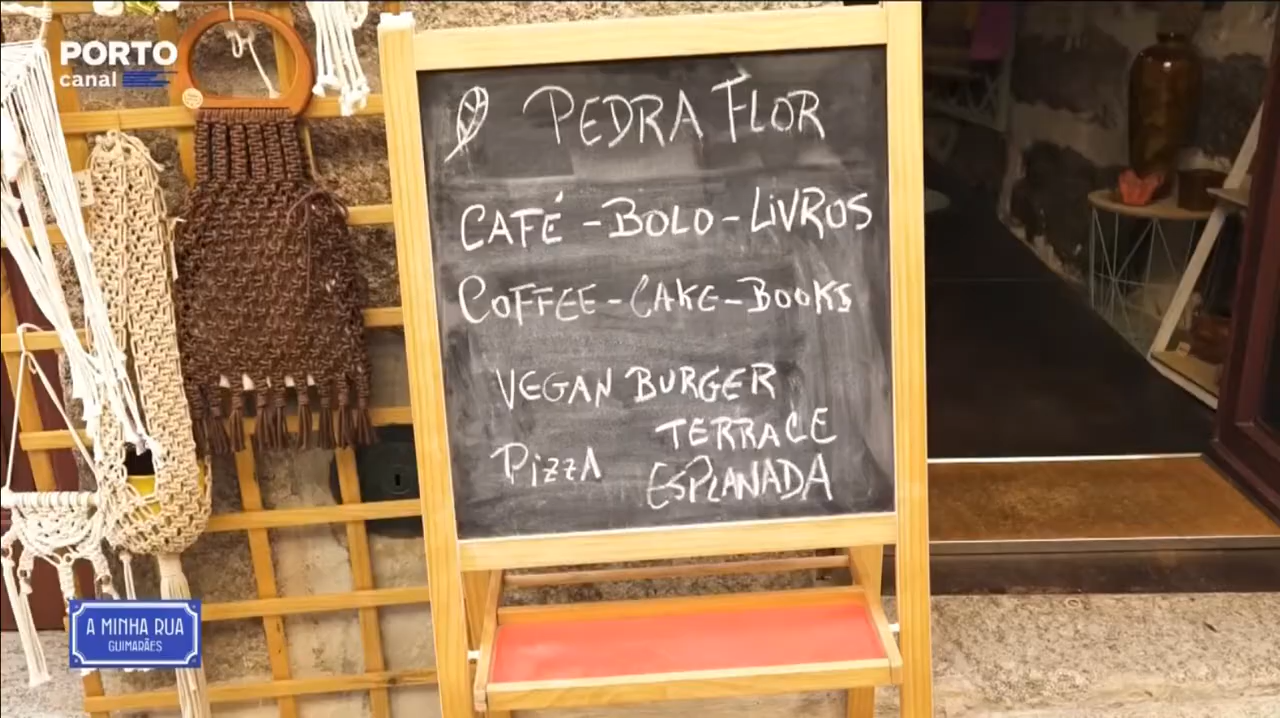 PORTO
canal
PEDRA FLOR
CAFÉ - BOLO - LIVROS
COFFEE - CAKE - BOOKS
VEGAN BURGER
TERRACE
PIZZA
ESPLANADA
A MINHA RUA
GUIMARÃES